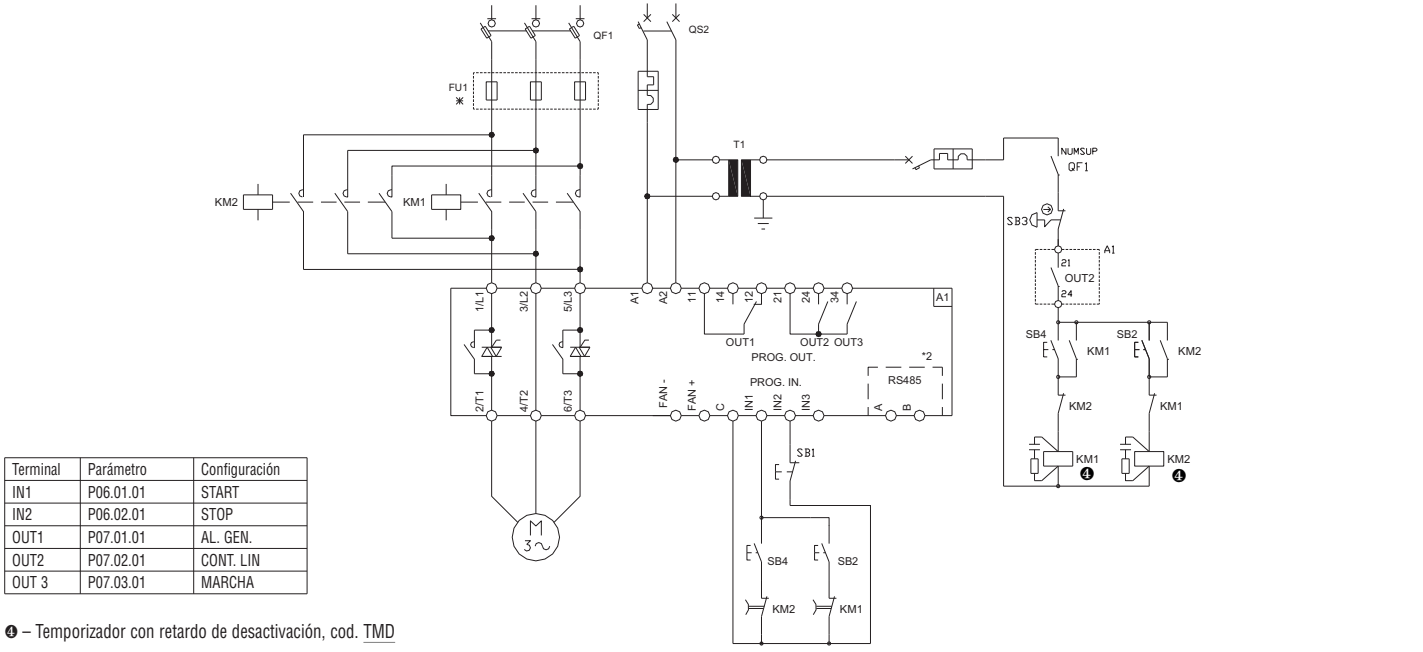 QF1
QS2
FU1
*
T1
NUMSUP
QF1
KM2
KM1
SB3
A1
21
OUT2
24
1/L1
3/L2
5/L3
A1
A2
11
14
12
21
24
34
A1
OUT1
OUT2
OUT3
PROG. OUT.
SB4
KM1
SB2
KM2
*2
RS485
PROG. IN.
2/T1
4/T2
6/T3
FAN -
FAN +
C
IN1
IN2
IN3
A
B
KM2
KM1
KM1
❹
KM2
❹
SB1
M
3~
SB4
SB2
KM2
KM1
Terminal Parámetro Configuración
IN1 P06.01.01 START
IN2 P06.02.01 STOP
OUT1 P07.01.01 AL. GEN.
OUT2 P07.02.01 CONT. LIN
OUT 3 P07.03.01 MARCHA
❹ – Temporizador con retardo de desactivación, cod. TMD